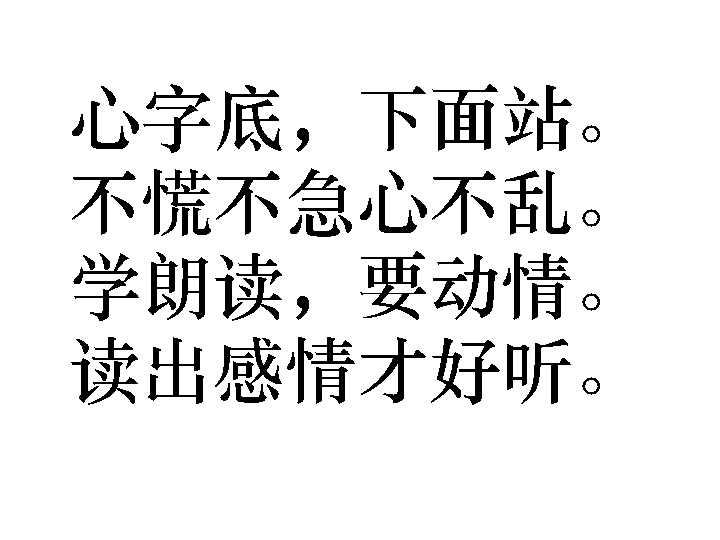 心字底，下面站。
不慌不急心不乱。
学朗读，要动情。
读出感情才好听。